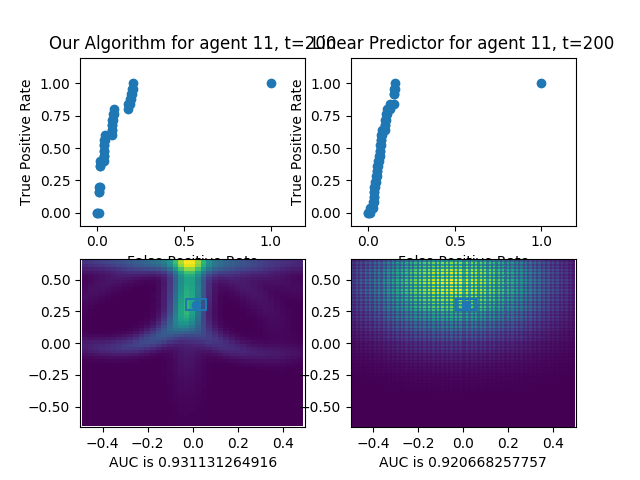 Our Algorithm for agent 11, t=200
Linear Predictor for agent 11, t=200
True Positive Rate
1.00
0.75
0.50
0.25
0.00
0.0 0.5 1.0
False Positive Rate
True Positive Rate
1.00
0.75
0.50
0.25
0.00
0.0 0.5 1.0
False Positive Rate
0.50
0.25
0.00
−0.25
−0.50
−0.4 −0.2 0.0 0.2 0.4
AUC is 0.931131264916
0.50
0.25
0.00
−0.25
−0.50
−0.4 −0.2 0.0 0.2 0.4
AUC is 0.920668257757